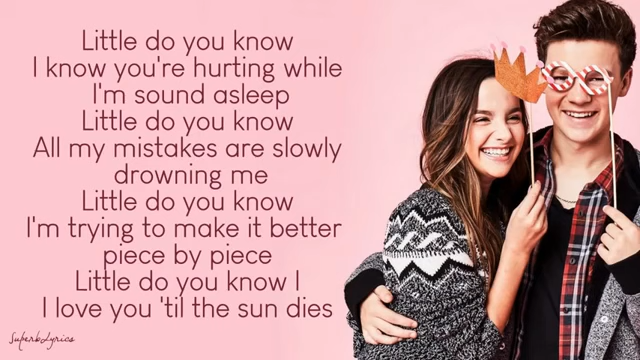 Little do you know
I know you're hurting while
I'm sound asleep
Little do you know
All my mistakes are slowly
drowning me
Little do you know
I'm trying to make it better
piece by piece
Little do you know I
I love you 'til the sun dies
SuperbLyrics